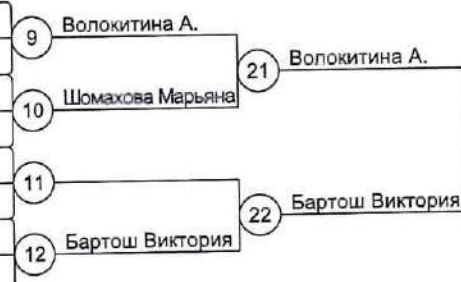 9 Волокитина А.
21 Волокитина А.
10 Шомахова Марьяна
11
22 Бартош Виктория
12 Бартош Виктория